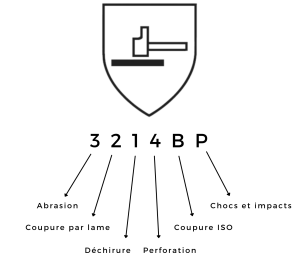 3 2 1 4 B P
Abrasion
Chocs et impacts
Coupure par lame
Coupure ISO
Déchirure
Perforation